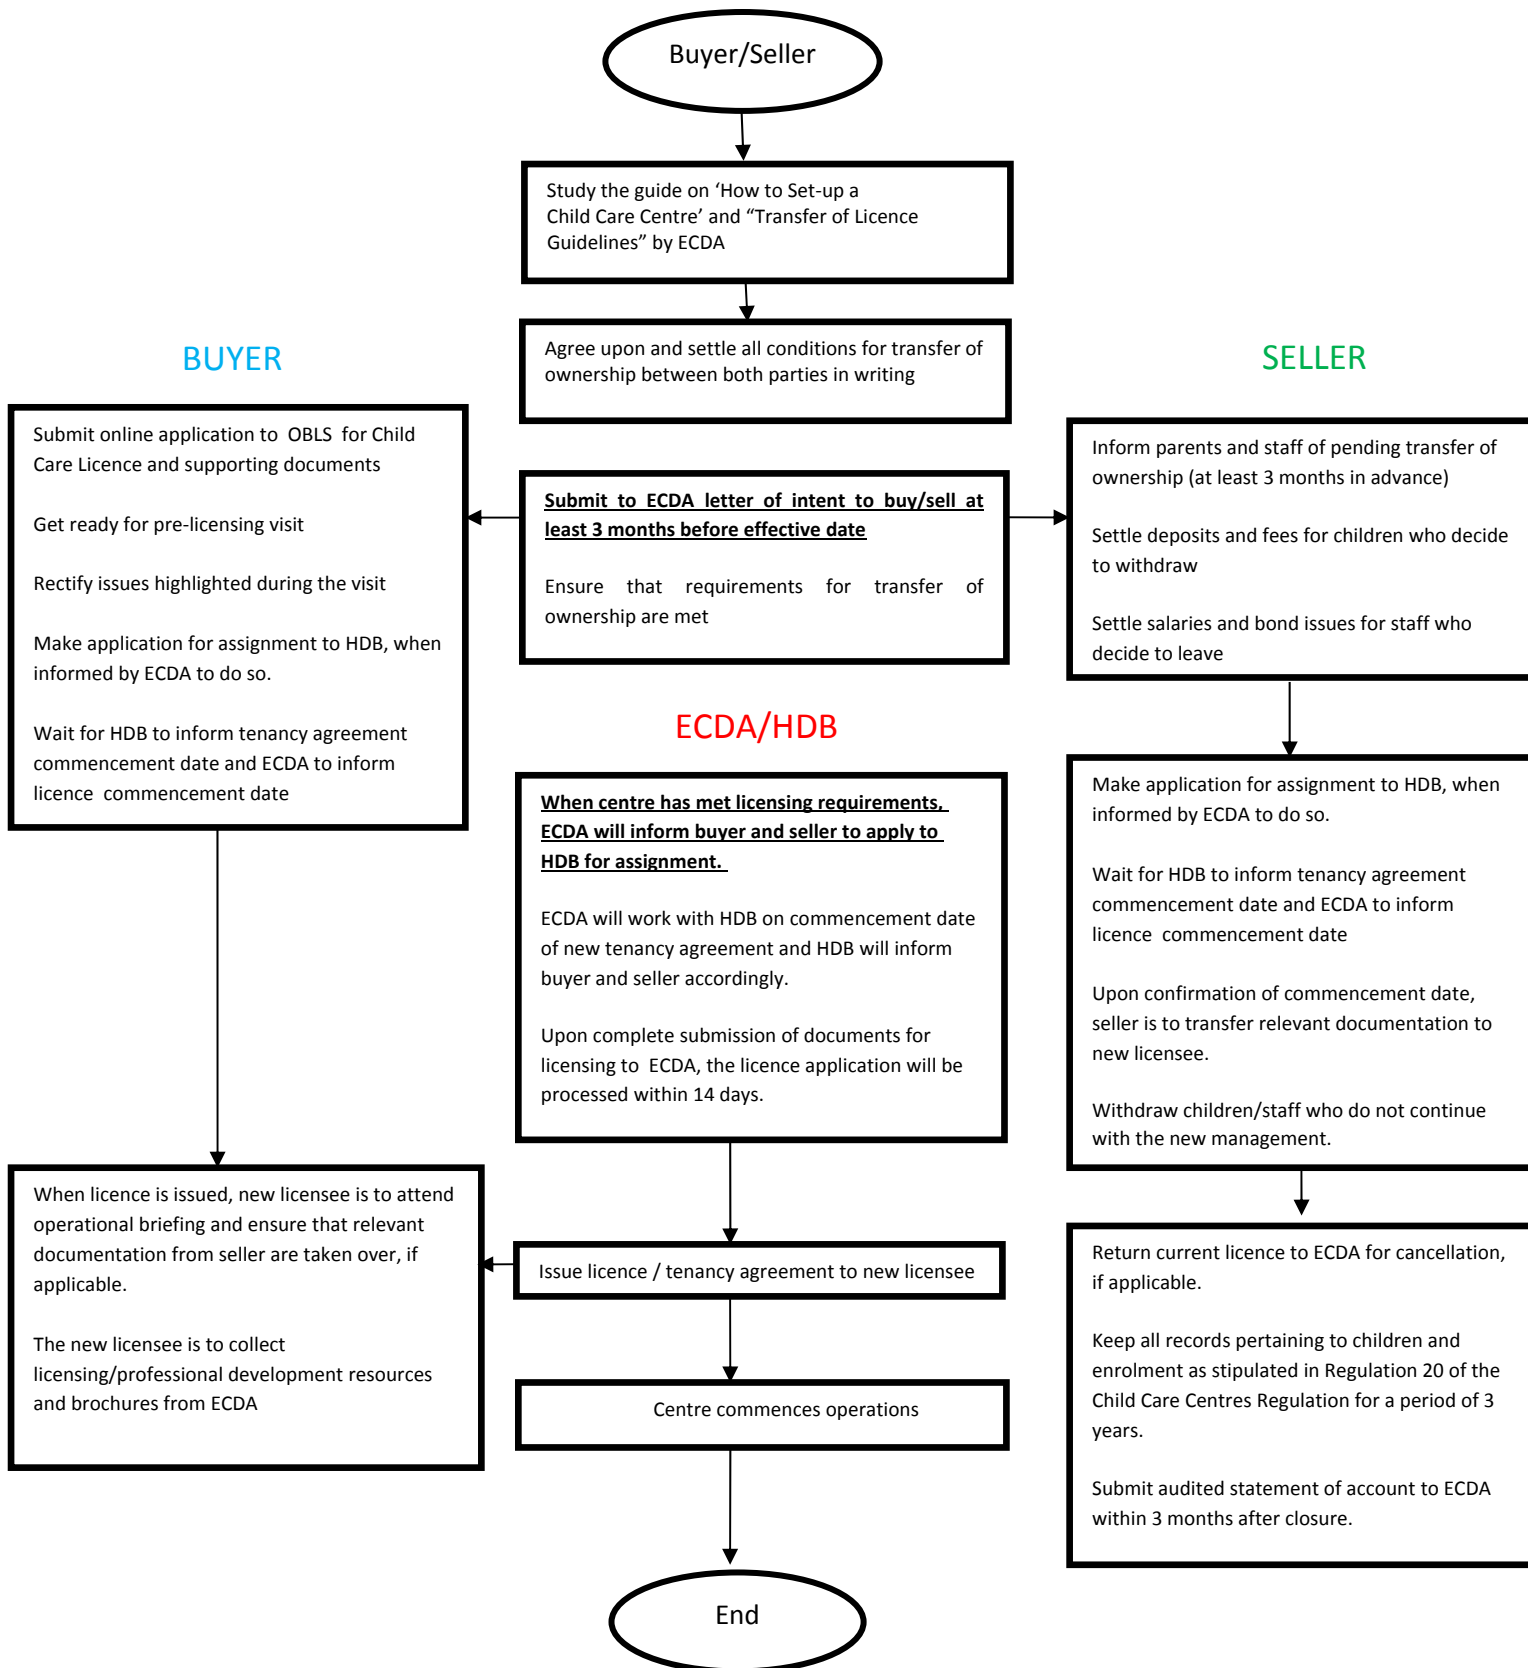 Buyer/Seller
Study the guide on ‘How to Set-up a
Child Care Centre’ and “Transfer of Licence
Guidelines” by ECDA
Agree upon and settle all conditions for transfer of
ownership between both parties in writing
BUYER
SELLER
Submit online application to OBLS for Child
Care Licence and supporting documents
Get ready for pre-licensing visit
Rectify issues highlighted during the visit
Make application for assignment to HDB, when
informed by ECDA to do so.
Wait for HDB to inform tenancy agreement
commencement date and ECDA to inform
licence commencement date
Submit to ECDA letter of intent to buy/sell at
least 3 months before effective date
Ensure that requirements for transfer of
ownership are met
Inform parents and staff of pending transfer of
ownership (at least 3 months in advance)
Settle deposits and fees for children who decide
to withdraw
Settle salaries and bond issues for staff who
decide to leave
ECDA/HDB
When centre has met licensing requirements,
ECDA will inform buyer and seller to apply to
HDB for assignment.
ECDA will work with HDB on commencement date
of new tenancy agreement and HDB will inform
buyer and seller accordingly.
Upon complete submission of documents for
licensing to ECDA, the licence application will be
processed within 14 days.
Make application for assignment to HDB, when
informed by ECDA to do so.
Wait for HDB to inform tenancy agreement
commencement date and ECDA to inform
licence commencement date
Upon confirmation of commencement date,
seller is to transfer relevant documentation to
new licensee.
Withdraw children/staff who do not continue
with the new management.
When licence is issued, new licensee is to attend
operational briefing and ensure that relevant
documentation from seller are taken over, if
applicable.
The new licensee is to collect
licensing/professional development resources
and brochures from ECDA
Issue licence / tenancy agreement to new licensee
Centre commences operations
Return current licence to ECDA for cancellation,
if applicable.
Keep all records pertaining to children and
enrolment as stipulated in Regulation 20 of the
Child Care Centres Regulation for a period of 3
years.
Submit audited statement of account to ECDA
within 3 months after closure.
End